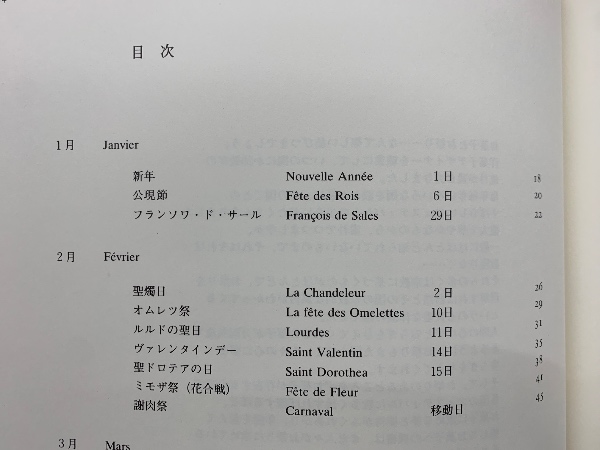 目 次
1月 Janvier
新年 Nouvelle Année 1日 18
公現節 Fête des Rois 6日 20
フランソワ・ド・サール François de Sales 29日 22
2月 Février
聖燭日 La Chandeleur 2日 26
オムレツ祭 La fête des Omelettes 10日 29
ルルドの聖日 Lourdes 11日 31
ヴァレンタインデー Saint Valentin 14日 35
聖ドロテアの日 Saint Dorothea 15日 38
ミモザ祭（花合戦） Fête de Fleur 41
謝肉祭 Carnaval 移動日 45
3月 Mars